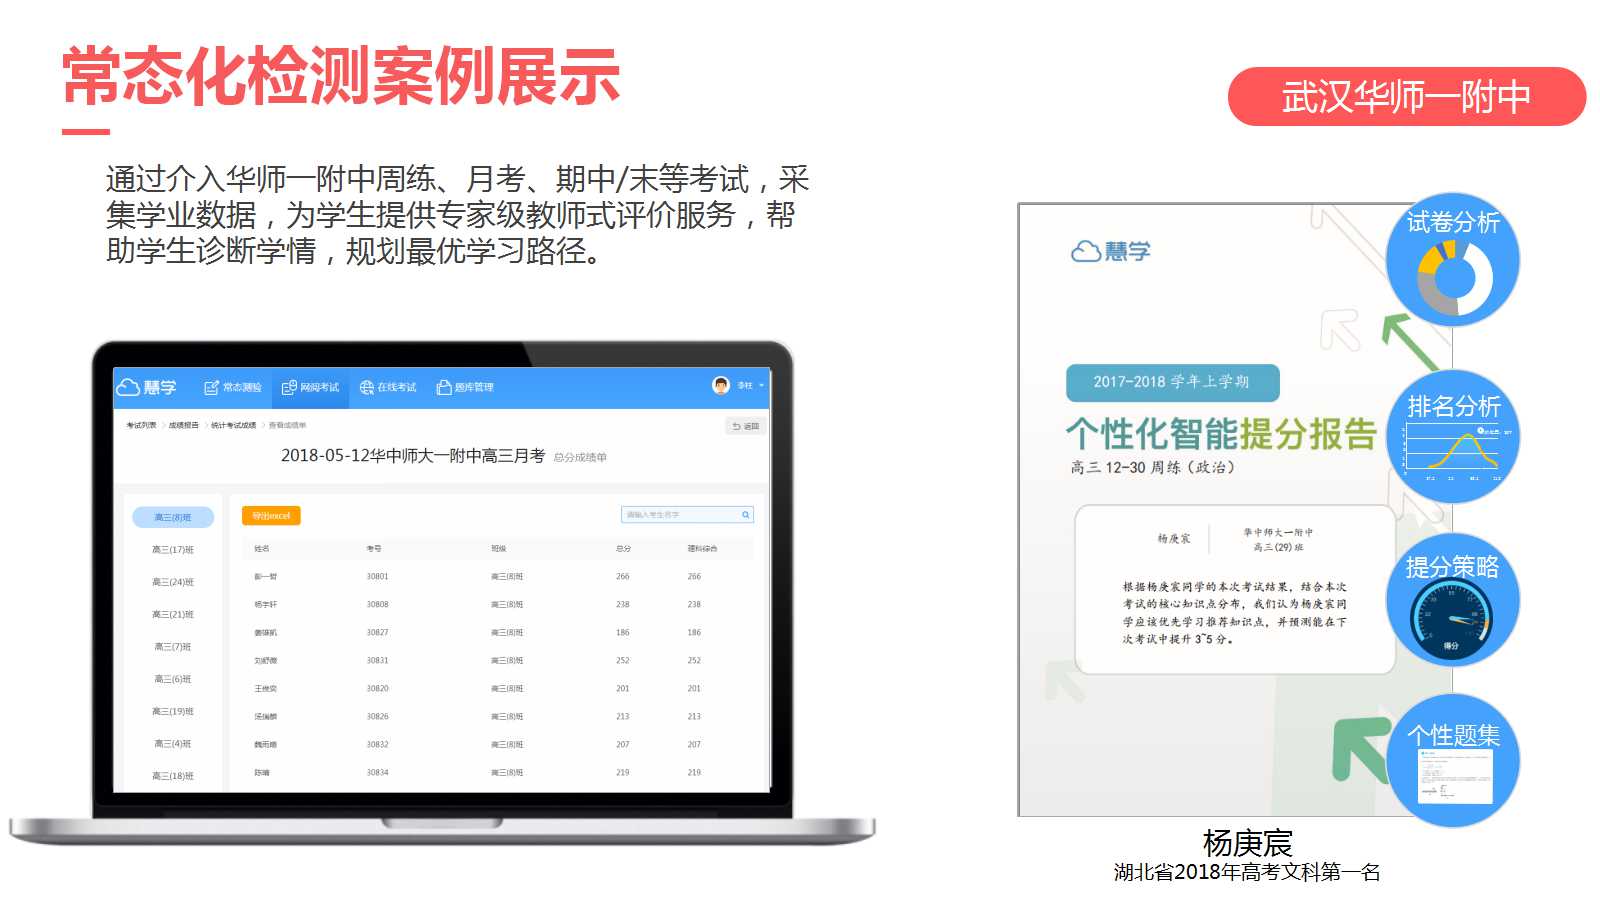 常态化检测案例展示
武汉华师一附中
通过介入华师一附中周练、月考、期中/末等考试，采
集学业数据，为学生提供专家级教师式评价服务，帮
助学生诊断学情，规划最优学习路径。
慧学
常态测验
网阅考试
在线考试
题库管理
李柱
考试列表 > 成绩报告 > 统计考试成绩 > 查看成绩单
返回
2018-05-12华中师大一附中高三月考 总分成绩单
高三(8)班
高三(17)班
高三(24)班
高三(21)班
高三(7)班
高三(6)班
高三(19)班
高三(4)班
高三(18)班
导出excel
请输入考生名字
姓名 考号 班级 总分 理科综合
彭一哲 30801 高三(8)班 266 266
杨宇轩 30808 高三(8)班 238 238
30827 高三(8)班 186 186
刘舒薇 30831 高三(8)班 252 252
30820 高三(8)班 201 201
30826 高三(8)班 213 213
魏雨晴 30832 高三(8)班 207 207
陈晴 30834 高三(8)班 219 219
慧学
2017-2018 学年上学期
个性化智能提分报告
高三 12-30 周练（政治）
杨庚宸
华中师大一附中
高三(29)班
根据杨庚宸同学的本次考试结果，结合本次
考试的核心知识点分布，我们认为杨庚宸同
学应该优先学习推荐知识点，并预测能在下
次考试中提升 3~5 分。
试卷分析
排名分析
提分策略
得分
个性题集
杨庚宸
湖北省2018年高考文科第一名